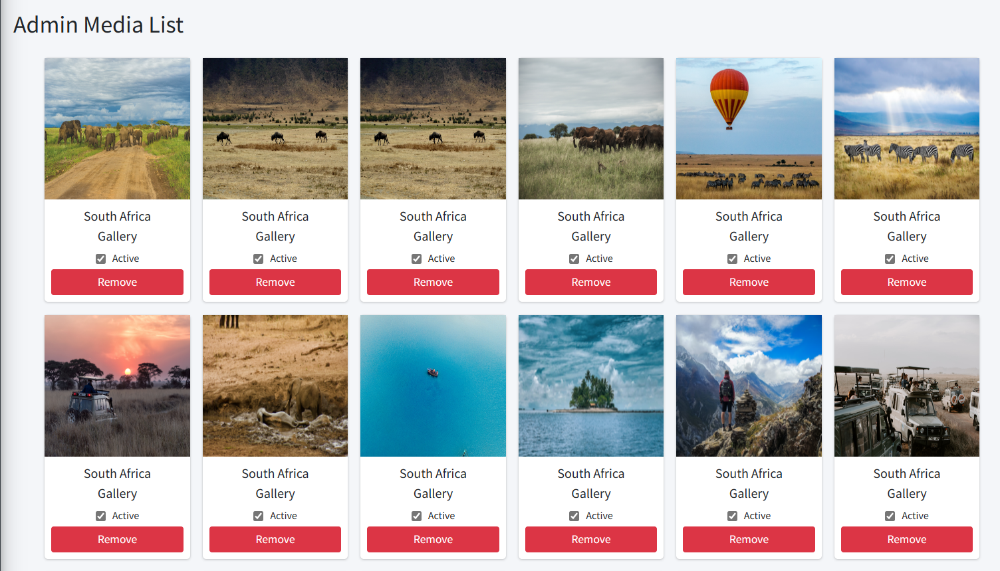 Admin Media List
South Africa South Africa South Africa South Africa South Africa South Africa
Gallery Gallery Gallery Gallery Gallery Gallery
Active Active Active Active Active Active
Remove Remove Remove Remove Remove Remove
South Africa South Africa South Africa South Africa South Africa South Africa
Gallery Gallery Gallery Gallery Gallery Gallery
Active Active Active Active Active Active
Remove Remove Remove Remove Remove Remove